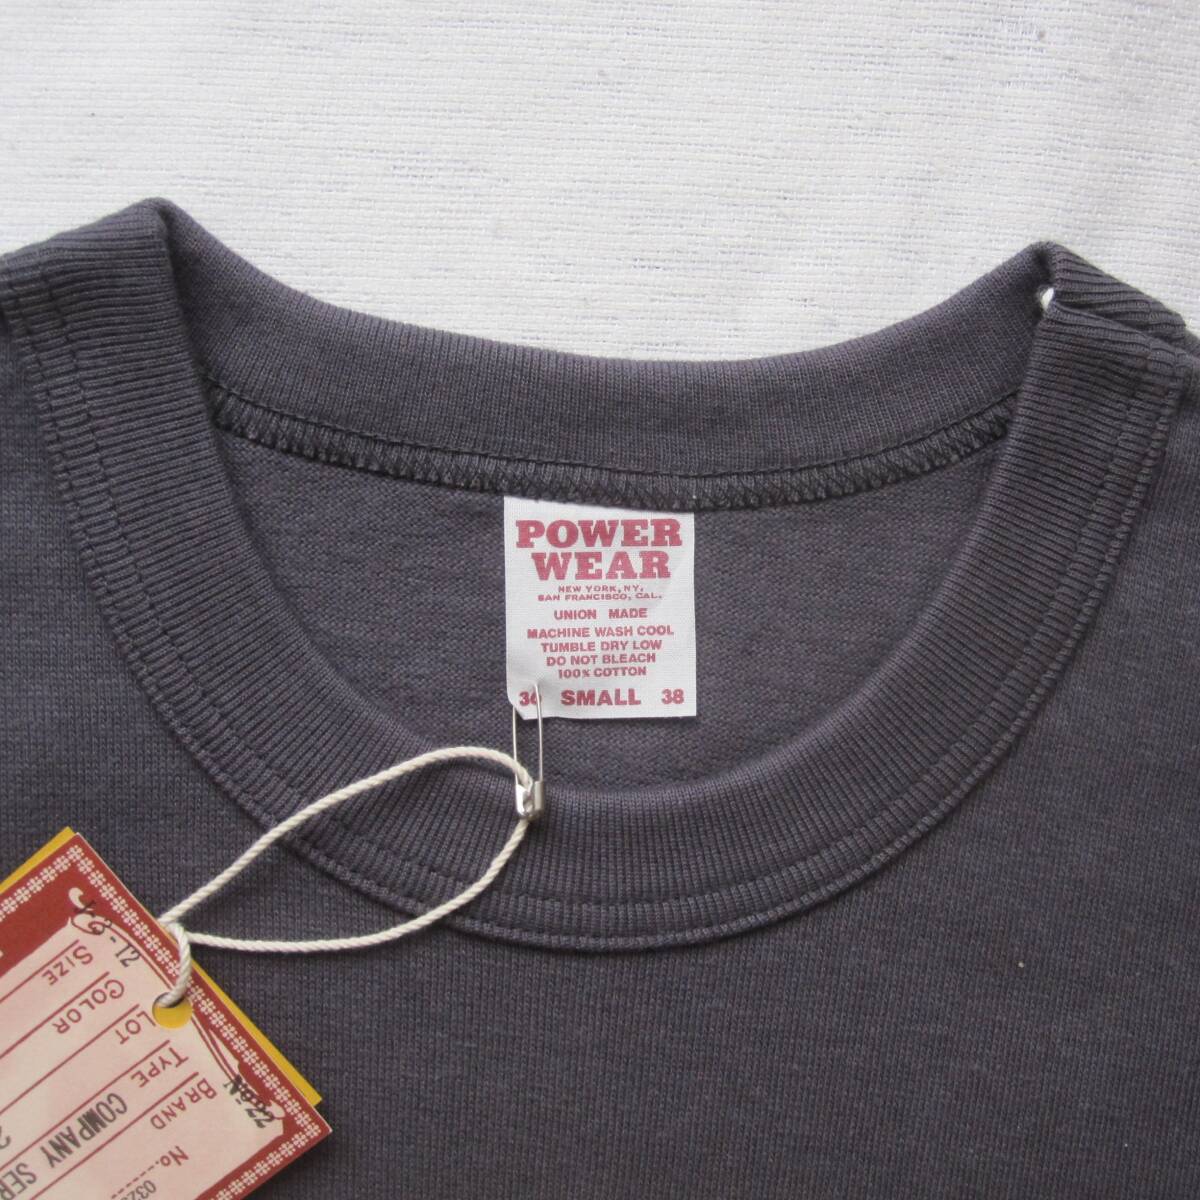 POWER
WEAR
NEW YORK, NY.
SAN FRANCISCO, CAL.
UNION MADE
MACHINE WASH COOL
TUMBLE DRY LOW
DO NOT BLEACH
100% COTTON
36 SMALL 38
No.
BRAND
TYPE COMPANY
LOT
COLOR
SIZE